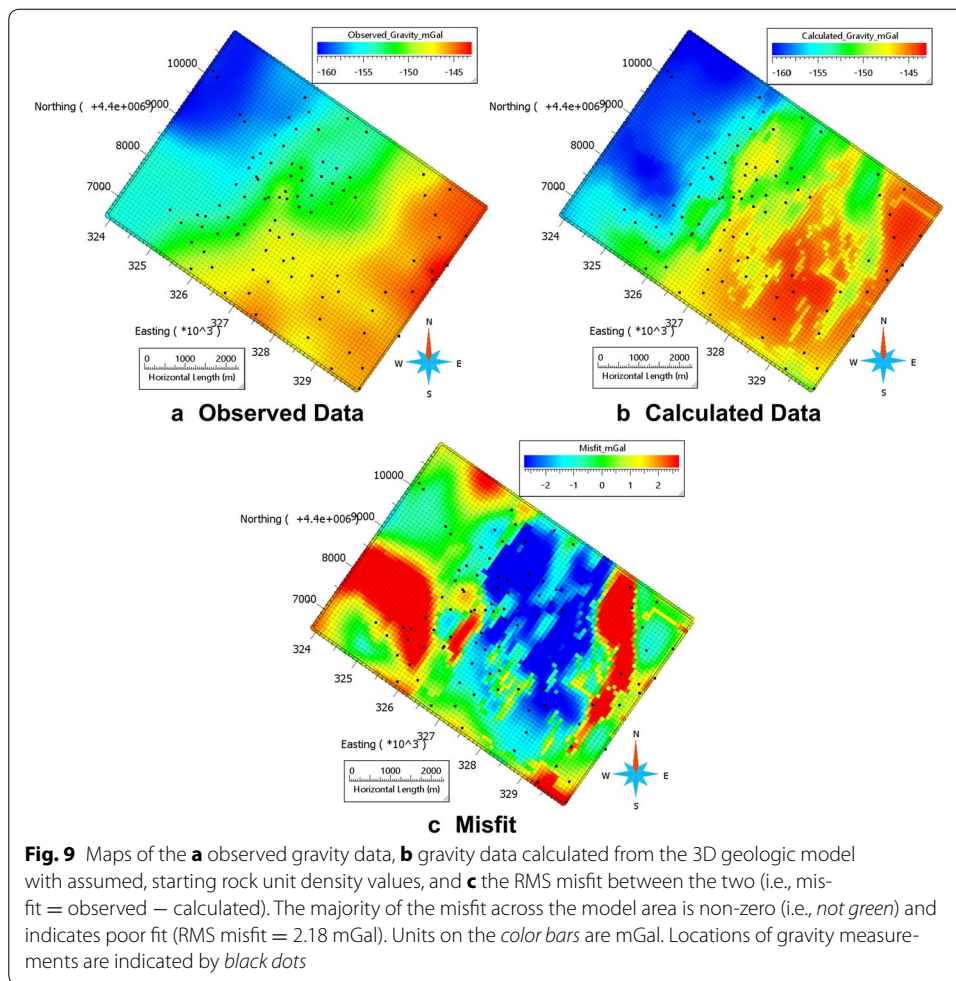 Observed_Gravity_mGal
-160 -155 -150 -145
10000
Northing ( +4.4e+006)
9000
8000
7000
324
325
326
327
328
329
Easting ( *10^3 )
0 1000 2000
Horizontal Length (m)
N
W E
S
a Observed Data
Calculated_Gravity_mGal
-160 -155 -150 -145
10000
Northing ( +4.4e+006)
9000
8000
7000
324
325
326
327
328
329
Easting ( *10^3 )
0 1000 2000
Horizontal Length (m)
N
W E
S
b Calculated Data
Misfit_mGal
-2 -1 0 1 2
10000
Northing ( +4.4e+006)
9000
8000
7000
324
325
326
327
328
329
Easting ( *10^3 )
0 1000 2000
Horizontal Length (m)
N
W E
S
c Misfit
Fig. 9 Maps of the a observed gravity data, b gravity data calculated from the 3D geologic model
with assumed, starting rock unit density values, and c the RMS misfit between the two (i.e., mis-
fit = observed − calculated). The majority of the misfit across the model area is non-zero (i.e., not green) and
indicates poor fit (RMS misfit = 2.18 mGal). Units on the color bars are mGal. Locations of gravity measure-
ments are indicated by black dots